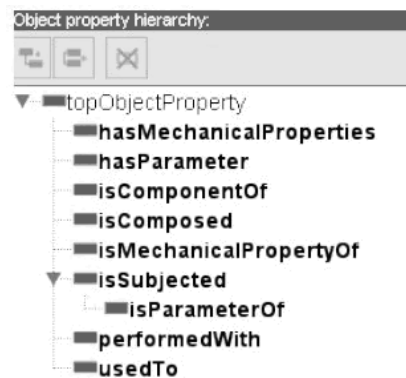 Object property hierarchy:
topObjectProperty
hasMechanicalProperties
hasParameter
isComponentOf
isComposed
isMechanicalPropertyOf
isSubjected
isParameterOf
performedWith
usedTo